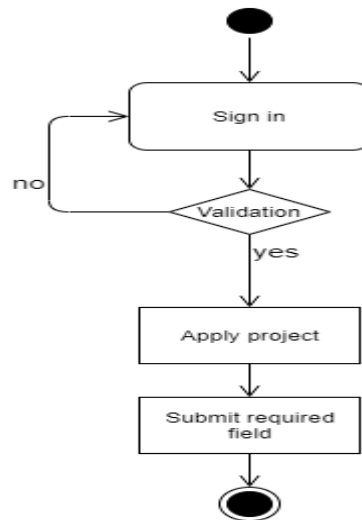 Sign in
no
Validation
yes
Apply project
Submit required
field